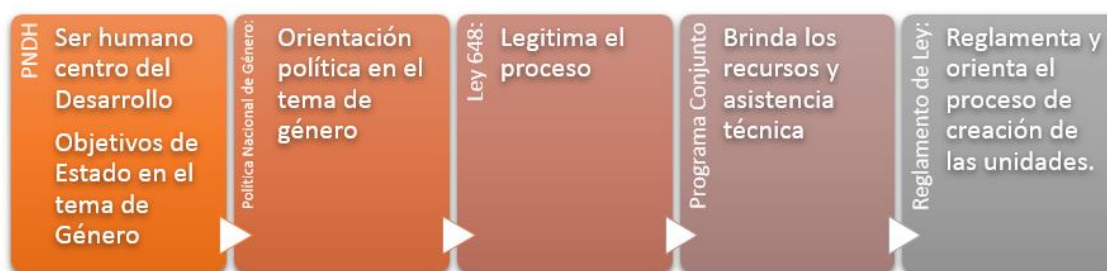 PNDH
Ser humano
centro del
Desarrollo
Objetivos de
Estado en el
tema de
Género
Política Nacional de Género:
Orientación
política en el
tema de
género
Ley 648:
Legitima el
proceso
Programa Conjunto
Brinda los
recursos y
asistencia
técnica
Reglamento de Ley:
Reglamenta y
orienta el
proceso de
creación de
las unidades.